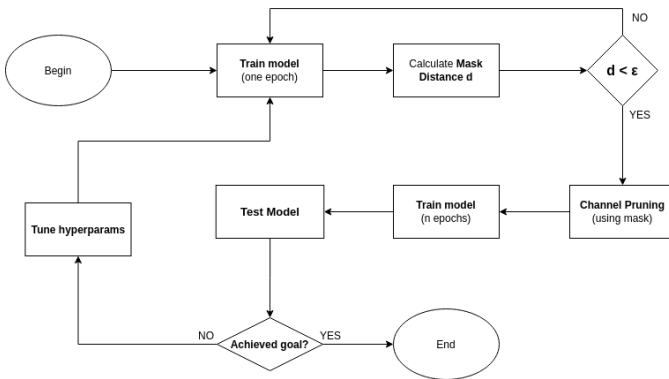 NO
Begin
Train model
(one epoch)
Calculate Mask
Distance d
d < ε
YES
Tune hyperparams
Test Model
Train model
(n epochs)
Channel Pruning
(using mask)
NO
Achieved goal?
YES
End